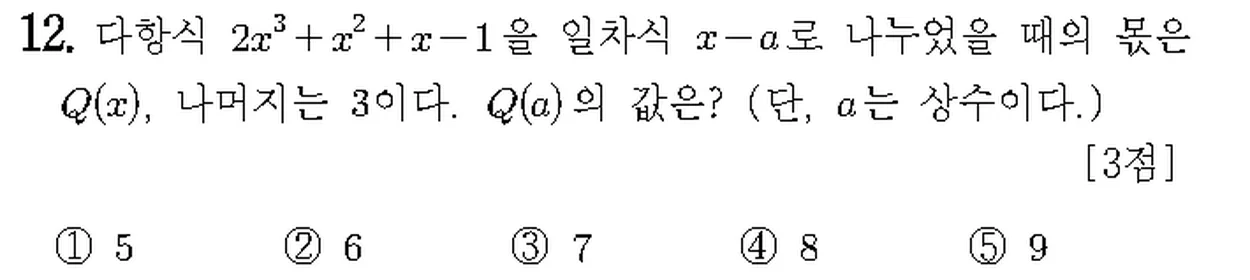 12. 다항식 2x³+x²+x-1을 일차식 x-a로 나누었을 때의 몫은
Q(x), 나머지는 3이다. Q(a)의 값은? (단, a는 상수이다.)
[3점]
① 5 ② 6 ③ 7 ④ 8 ⑤ 9